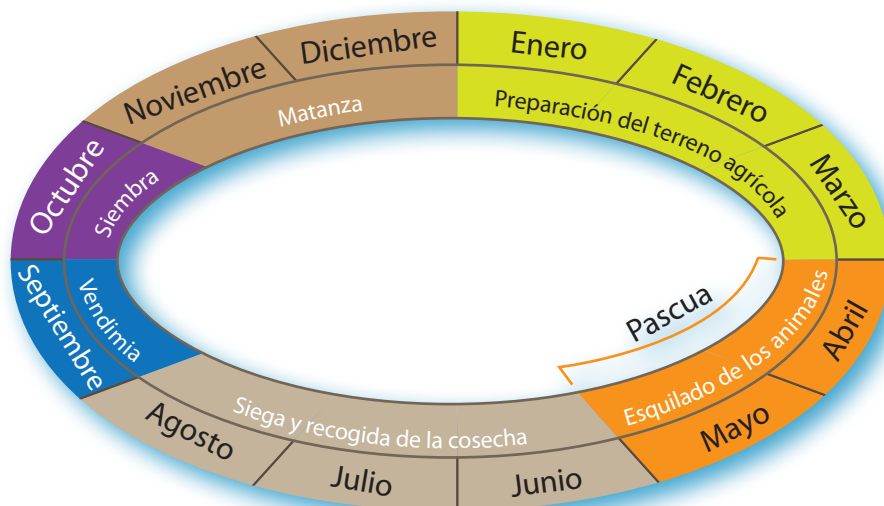 Enero
Febrero
Marzo
Abril
Mayo
Junio
Julio
Agosto
Septiembre
Octubre
Noviembre
Diciembre
Preparación del terreno agrícola
Esquilado de los animales
Siega y recogida de la cosecha
Vendimia
Siembra
Matanza
Pascua